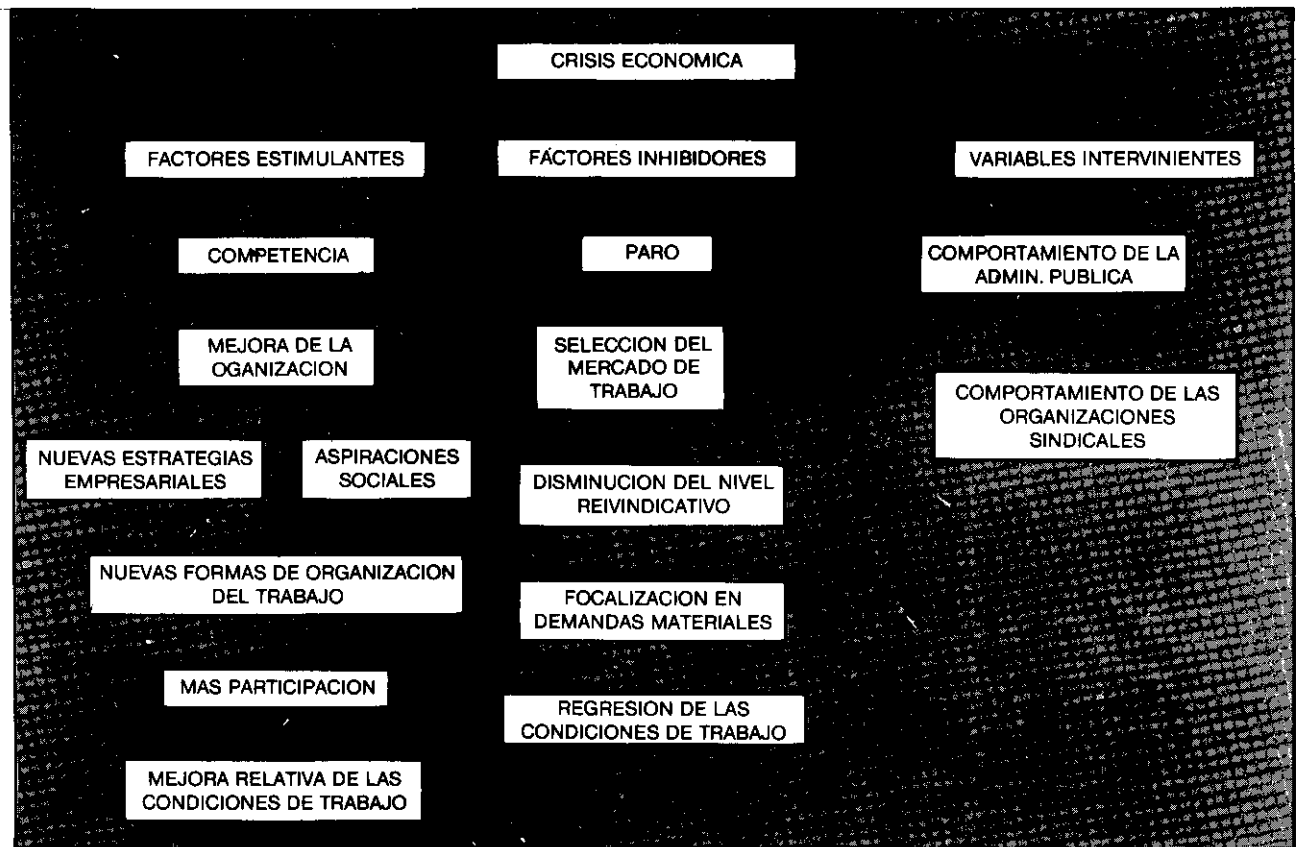 CRISIS ECONOMICA
FACTORES ESTIMULANTES
FACTORES INHIBIDORES
VARIABLES INTERVINIENTES
COMPETENCIA
PARO
COMPORTAMIENTO DE LA
ADMIN. PUBLICA
MEJORA DE LA
OGANIZACION
SELECCION DEL
MERCADO DE
TRABAJO
COMPORTAMIENTO DE LAS
ORGANIZACIONES
SINDICALES
NUEVAS ESTRATEGIAS
EMPRESARIALES
ASPIRACIONES
SOCIALES
DISMINUCION DEL NIVEL
REIVINDICATIVO
NUEVAS FORMAS DE ORGANIZACION
DEL TRABAJO
FOCALIZACION EN
DEMANDAS MATERIALES
MAS PARTICIPACION
REGRESION DE LAS
CONDICIONES DE TRABAJO
MEJORA RELATIVA DE LAS
CONDICIONES DE TRABAJO